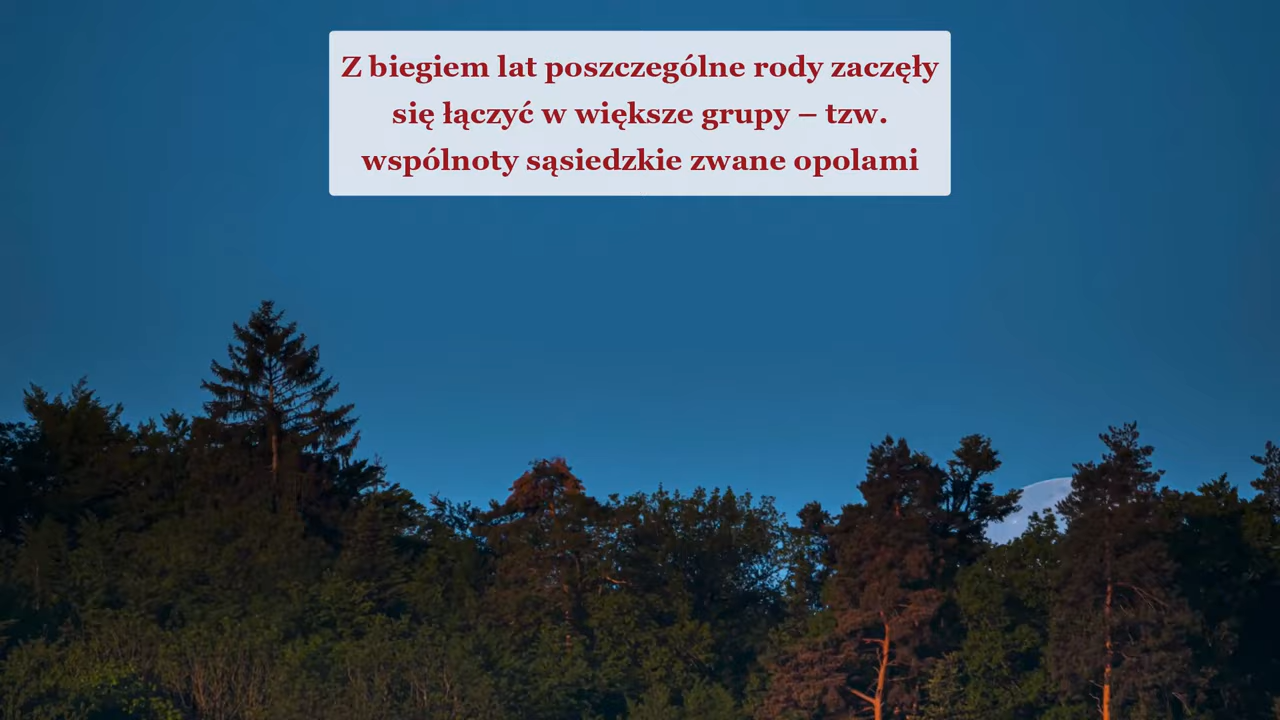 Z biegiem lat poszczególne rody zaczęły
się łączyć w większe grupy – tzw.
wspólnoty sąsiedzkie zwane opolami